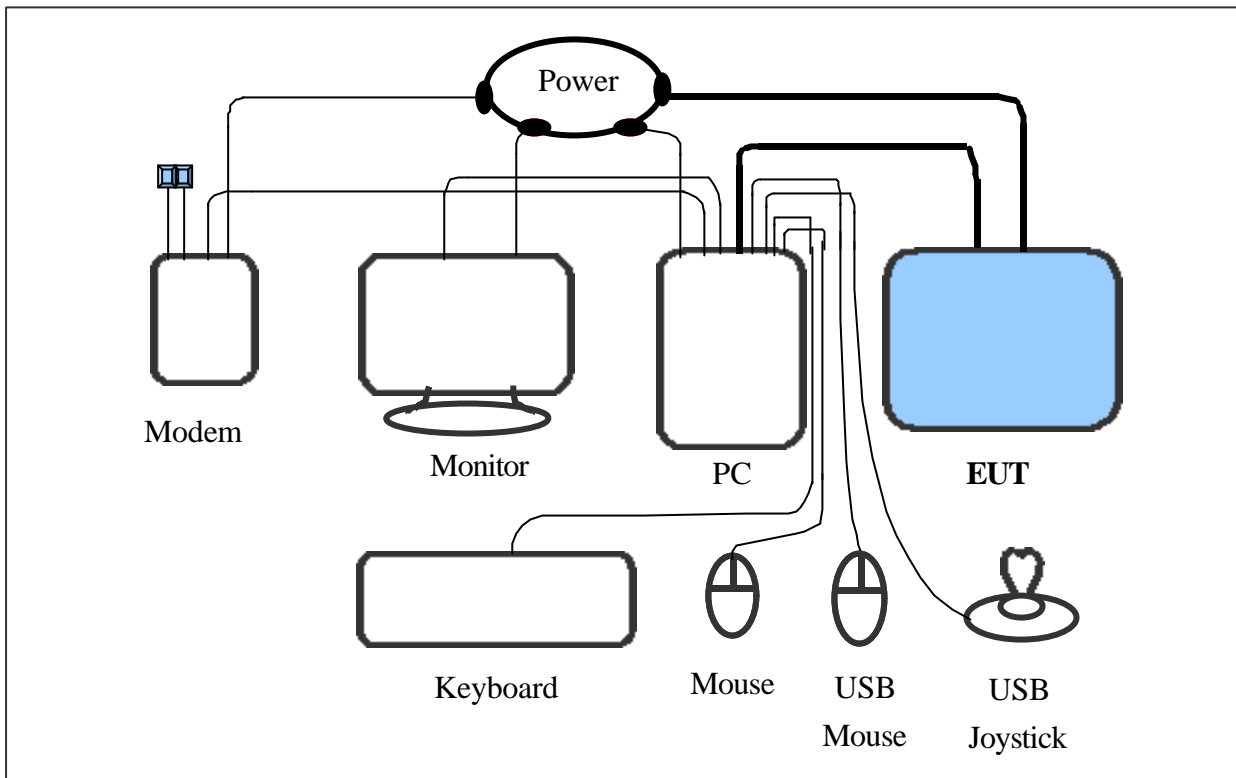 Power
Modem
Monitor
PC
EUT
Keyboard
Mouse
USB
Mouse
USB
Joystick